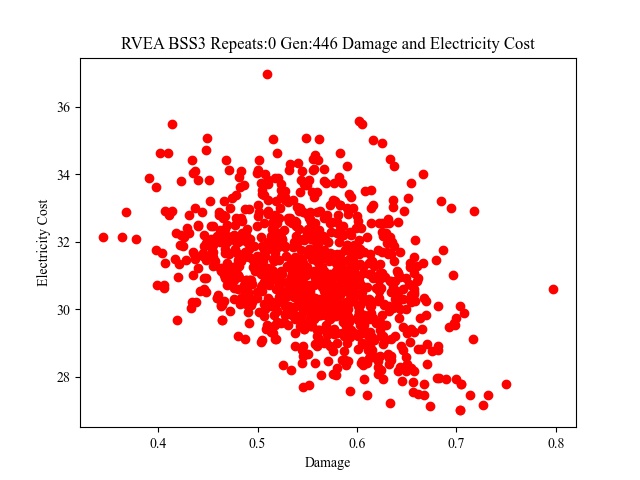 RVEA BSS3 Repeats:0 Gen:446 Damage and Electricity Cost
36
34
32
30
28
Electricity Cost
0.4 0.5 0.6 0.7 0.8
Damage